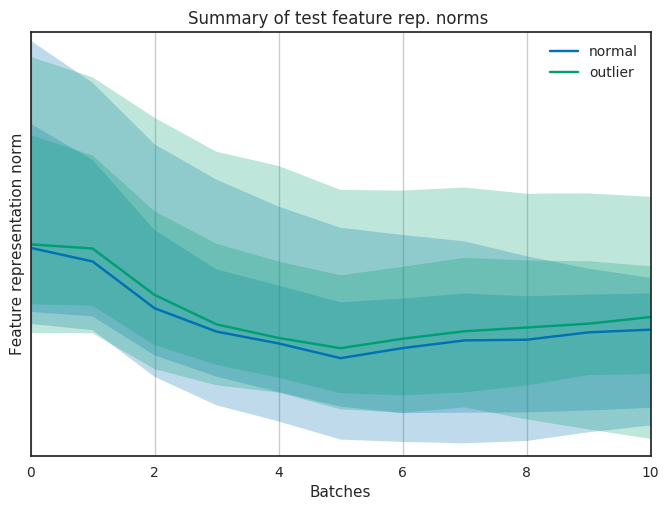 Summary of test feature rep. norms
normal
outlier
Feature representation norm
0 2 4 6 8 10
Batches